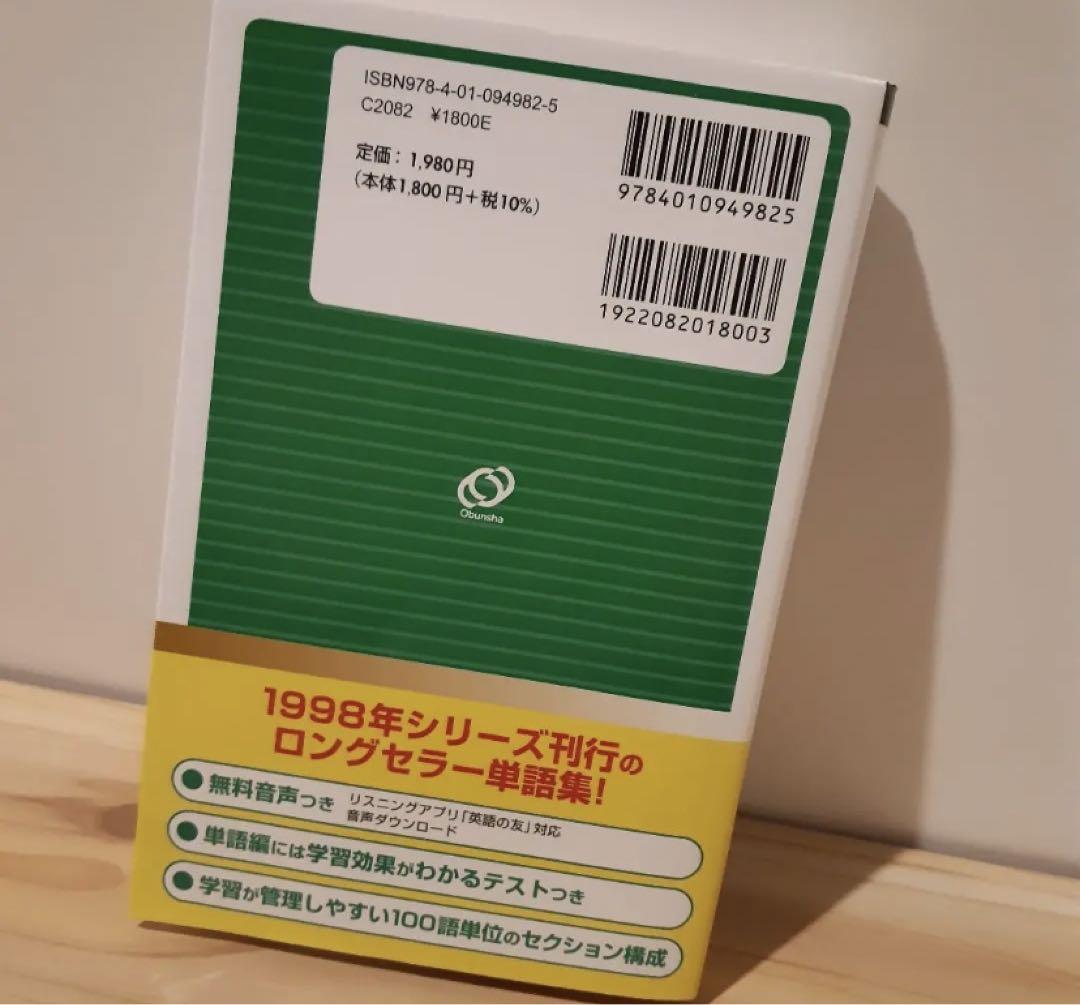 ISBN978-4-01-094982-5
C2082 ¥1800E
定価：1,980円
（本体1,800円＋税10%）
9784010949825
1922082018003
Obunsha
1998年シリーズ刊行の
ロングセラー単語集！
●無料音声つき リスニングアプリ「英語の友」対応
音声ダウンロード
●単語編には学習効果がわかるテストつき
●学習が管理しやすい100語単位のセクション構成